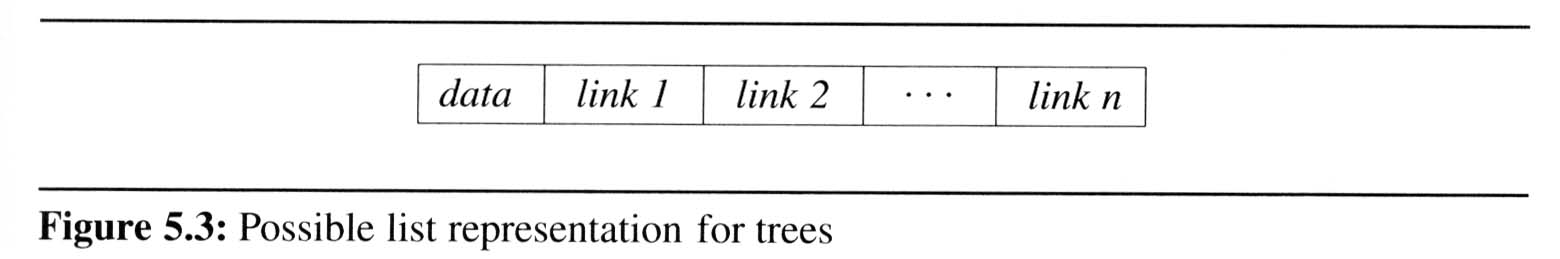 data link 1 link 2 · · · link n
Figure 5.3: Possible list representation for trees